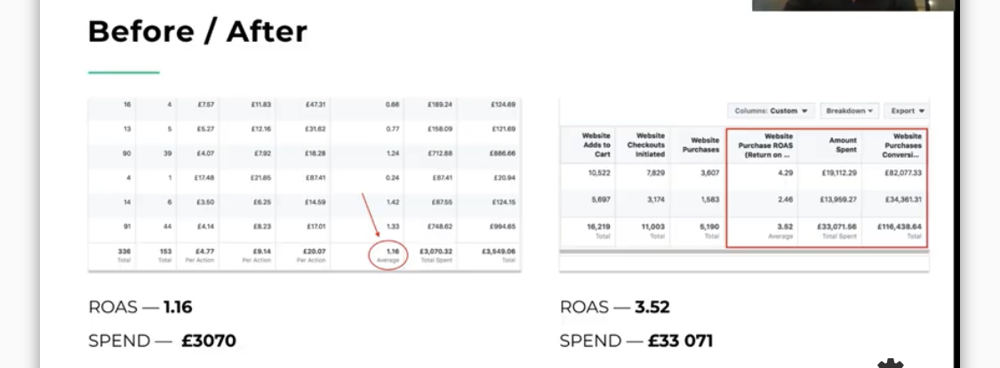 Before / After
16 4 £7.57 £11.83 £47.31 0.66 £189.24 £124.69
13 5 £5.27 £12.16 £31.62 0.77 £158.09 £121.69
90 39 £4.07 £7.92 £18.28 1.24 £712.88 £886.66
4 1 £17.48 £21.85 £87.41 0.24 £87.41 £20.94
14 6 £3.50 £6.25 £14.59 1.42 £87.55 £124.15
91 44 £4.14 £8.23 £17.01 1.33 £748.62 £994.65
336 153 £4.77 £9.14 £20.07 1.16 £3,070.32 £3,549.06
Total Total Per Action Per Action Per Action Average Total Spent Total
ROAS — 1.16
SPEND — £3070
Columns: Custom Breakdown Export
Website Adds to Cart Website Checkouts Initiated Website Purchases Website Purchase ROAS (Return on ... Amount Spent Website Purchases Conversi...
10,522 7,829 3,607 4.29 £19,112.29 £82,077.33
5,697 3,174 1,583 2.46 £13,959.27 £34,361.31
16,219 11,003 5,190 3.52 £33,071.56 £116,438.64
Total Total Total Average Total Spent Total
ROAS — 3.52
SPEND — £33 071